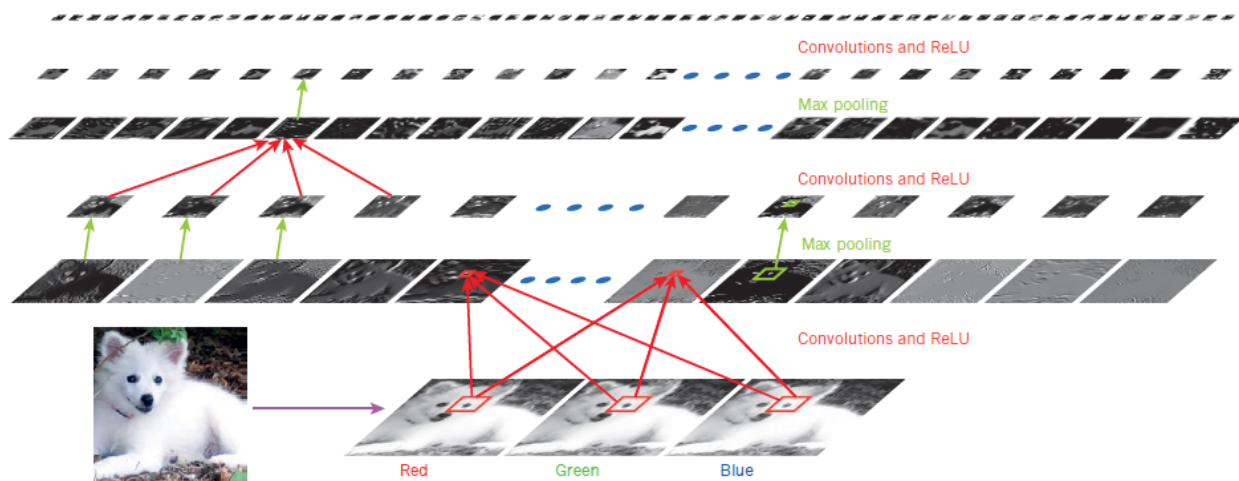 Convolutions and ReLU
Max pooling
Convolutions and ReLU
Max pooling
Convolutions and ReLU
Red Green Blue